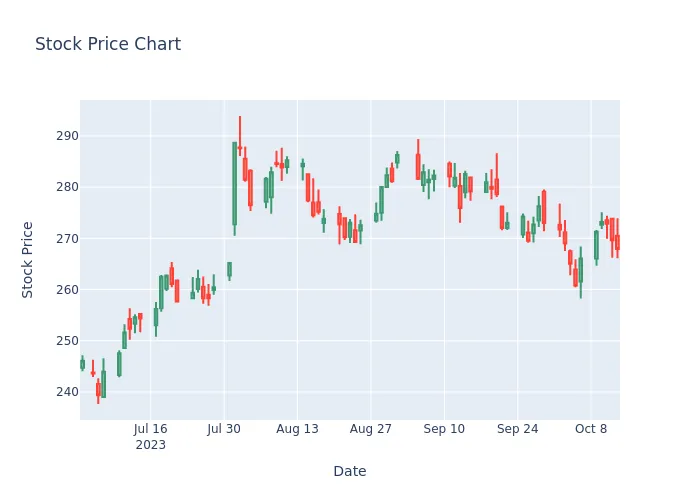 Stock Price Chart
Stock Price
290
280
270
260
250
240
Jul 16
2023
Jul 30
Aug 13
Aug 27
Sep 10
Sep 24
Oct 8
Date